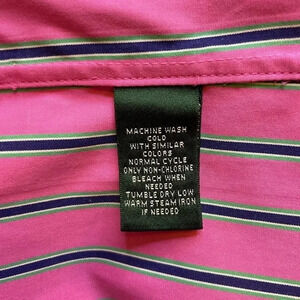 MACHINE WASH
COLD
WITH SIMILAR
COLORS
NORMAL CYCLE
ONLY NON-CHLORINE
BLEACH WHEN
NEEDED
TUMBLE DRY LOW
WARM STEAM IRON
IF NEEDED